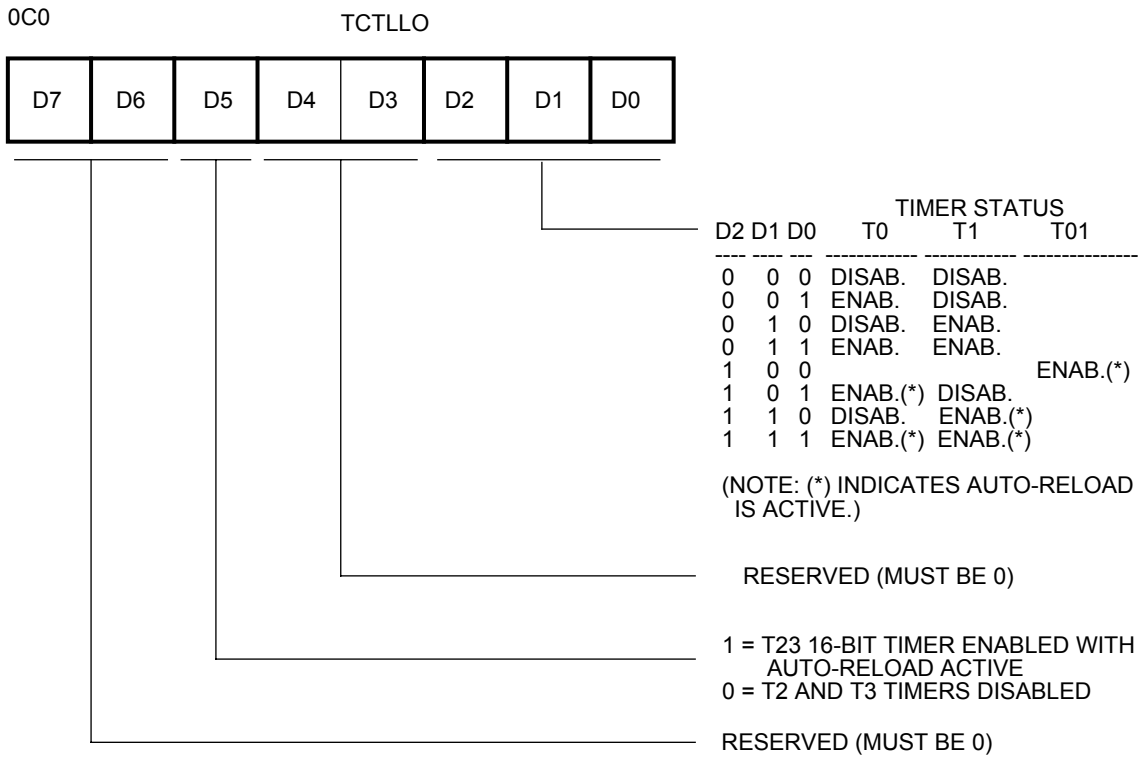 0C0
TCTLLO
D7 D6 D5 D4 D3 D2 D1 D0
TIMER STATUS
D2 D1 D0 T0 T1 T01
---- ---- --- ------------ ------------ ---------------
0 0 0 DISAB. DISAB.
0 0 1 ENAB. DISAB.
0 1 0 DISAB. ENAB.
0 1 1 ENAB. ENAB.
1 0 0 ENAB.(*)
1 0 1 ENAB.(*) DISAB.
1 1 0 DISAB. ENAB.(*)
1 1 1 ENAB.(*) ENAB.(*)
(NOTE: (*) INDICATES AUTO-RELOAD
IS ACTIVE.)
RESERVED (MUST BE 0)
1 = T23 16-BIT TIMER ENABLED WITH
AUTO-RELOAD ACTIVE
0 = T2 AND T3 TIMERS DISABLED
RESERVED (MUST BE 0)